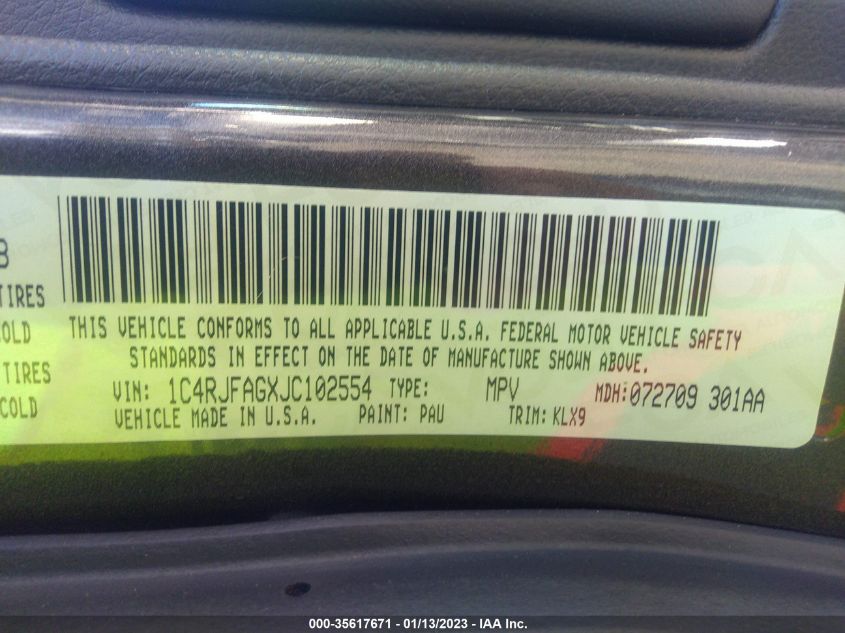 B
TIRES
COLD
TIRES
COLD
THIS VEHICLE CONFORMS TO ALL APPLICABLE U.S.A. FEDERAL MOTOR VEHICLE SAFETY
STANDARDS IN EFFECT ON THE DATE OF MANUFACTURE SHOWN ABOVE.
VIN: 1C4RJFAGXJC102554 TYPE: MPV MDH:072709 301AA
VEHICLE MADE IN U.S.A. PAINT: PAU TRIM: KLX9
000-35617671 - 01/13/2023 - IAA Inc.